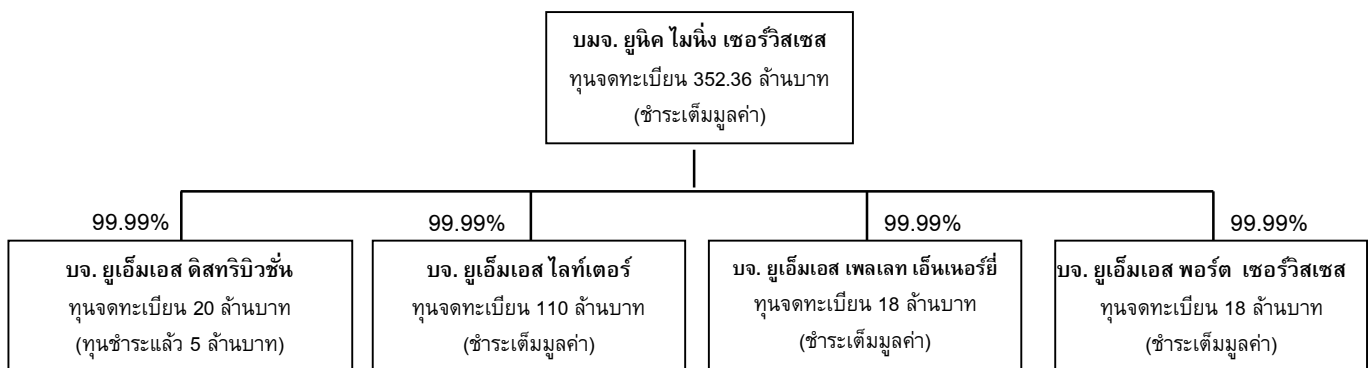 บมจ. ยูนิค ไมนิ่ง เซอร์วิสเซส
ทุนจดทะเบียน 352.36 ล้านบาท
(ชำระเต็มมูลค่า)
99.99%
99.99%
99.99%
99.99%
บจ. ยูเอ็มเอส ดิสทริบิวชั่น
ทุนจดทะเบียน 20 ล้านบาท
(ทุนชำระแล้ว 5 ล้านบาท)
บจ. ยูเอ็มเอส ไลท์เตอร์
ทุนจดทะเบียน 110 ล้านบาท
(ชำระเต็มมูลค่า)
บจ. ยูเอ็มเอส เพลเลท เอ็นเนอร์ยี่
ทุนจดทะเบียน 18 ล้านบาท
(ชำระเต็มมูลค่า)
บจ. ยูเอ็มเอส พอร์ต เซอร์วิสเซส
ทุนจดทะเบียน 18 ล้านบาท
(ชำระเต็มมูลค่า)